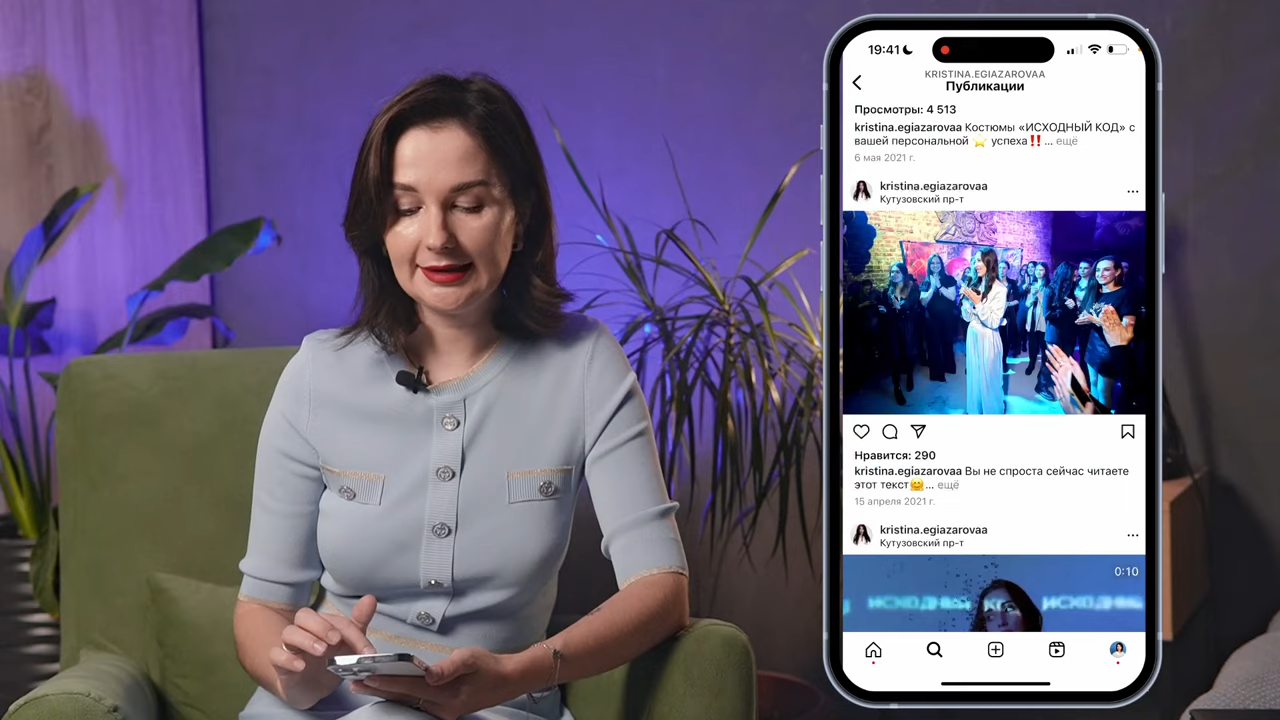 19:41
KRISTINA.EGIAZAROVAA
Публикации
Просмотры: 4 513
kristina.egiazarovaa Костюмы «ИСХОДНЫЙ КОД» с
вашей персональной ⭐ успеха‼️... ещё
6 мая 2021 г.
kristina.egiazarovaa
Кутузовский пр-т
Нравится: 290
kristina.egiazarovaa Вы не спроста сейчас читаете
этот текст🤗... ещё
15 апреля 2021 г.
kristina.egiazarovaa
Кутузовский пр-т
0:10